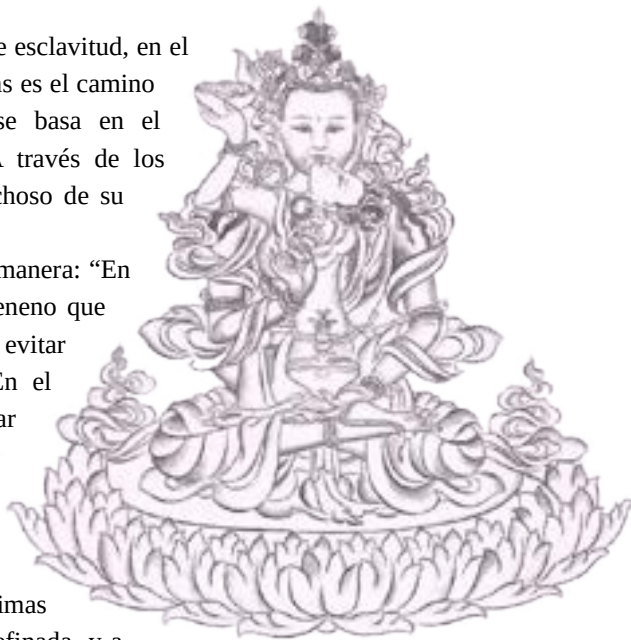 e esclavitud, en el
as es el camino
se basa en el
A través de los
choso de su
manera: “En
eneno que
evitar
En el
ar
imas
efinada, y a